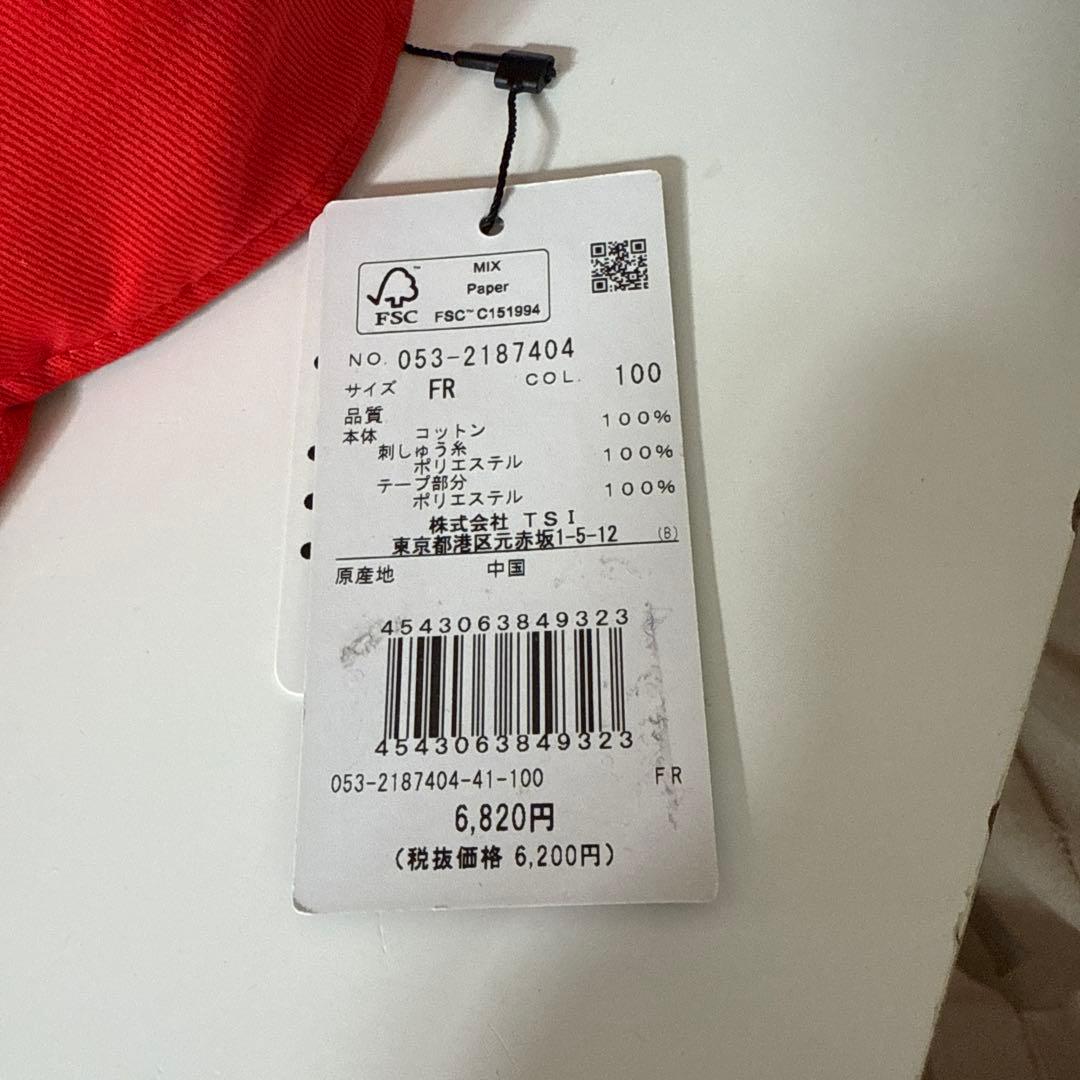 MIX
Paper
FSC™
FSC™ C151994
NO. 053-2187404
サイズ FR COL. 100
品質
本体 コットン 100%
刺しゅう糸
ポリエステル 100%
テープ部分
ポリエステル 100%
株式会社 TSI
東京都港区元赤坂1-5-12 (B)
原産地 中国
4543063849323
4543063849323
053-2187404-41-100 FR
6,820円
(税抜価格 6,200円)